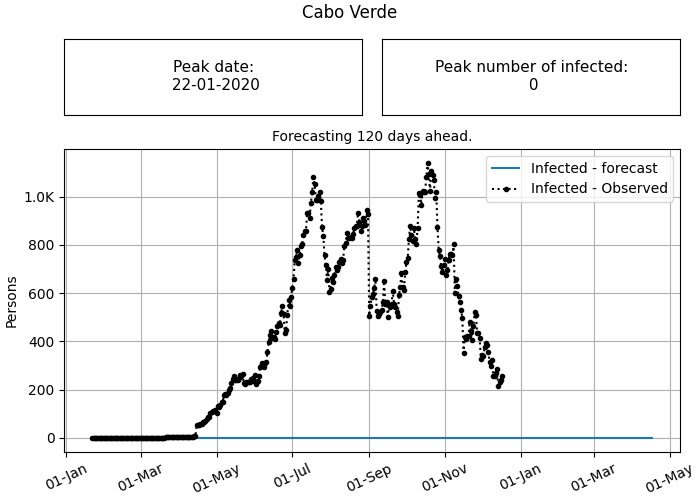 Cabo Verde
Peak date:
22-01-2020
Peak number of infected:
0
Forecasting 120 days ahead.
Infected - forecast
Infected - Observed
Persons
1.0K
800
600
400
200
0
01-Jan
01-Mar
01-May
01-Jul
01-Sep
01-Nov
01-Jan
01-Mar
01-May